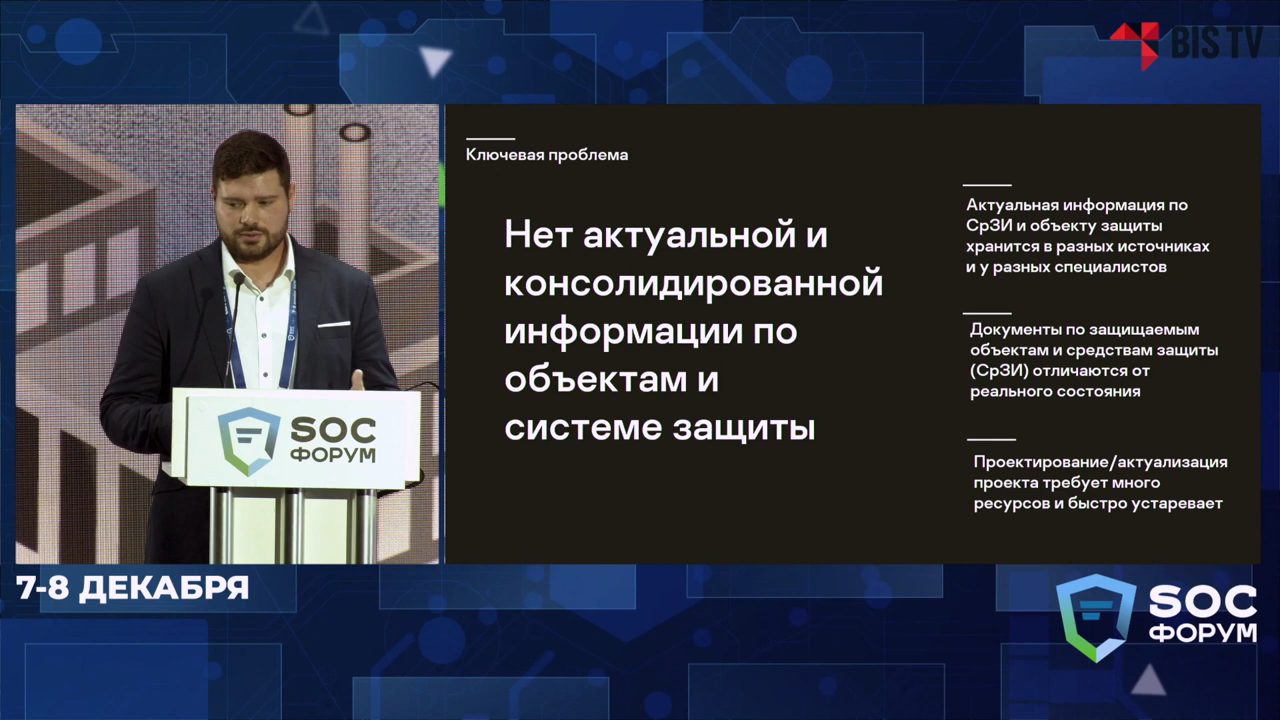 BIS TV
Ключевая проблема
Нет актуальной и
консолидированной
информации по
объектам и
системе защиты
Актуальная информация по
СрЗИ и объекту защиты
хранится в разных источниках
и у разных специалистов
Документы по защищаемым
объектам и средствам защиты
(СрЗИ) отличаются от
реального состояния
Проектирование/актуализация
проекта требует много
ресурсов и быстро устаревает
SOC
ФОРУМ
7-8 ДЕКАБРЯ
SOC
ФОРУМ